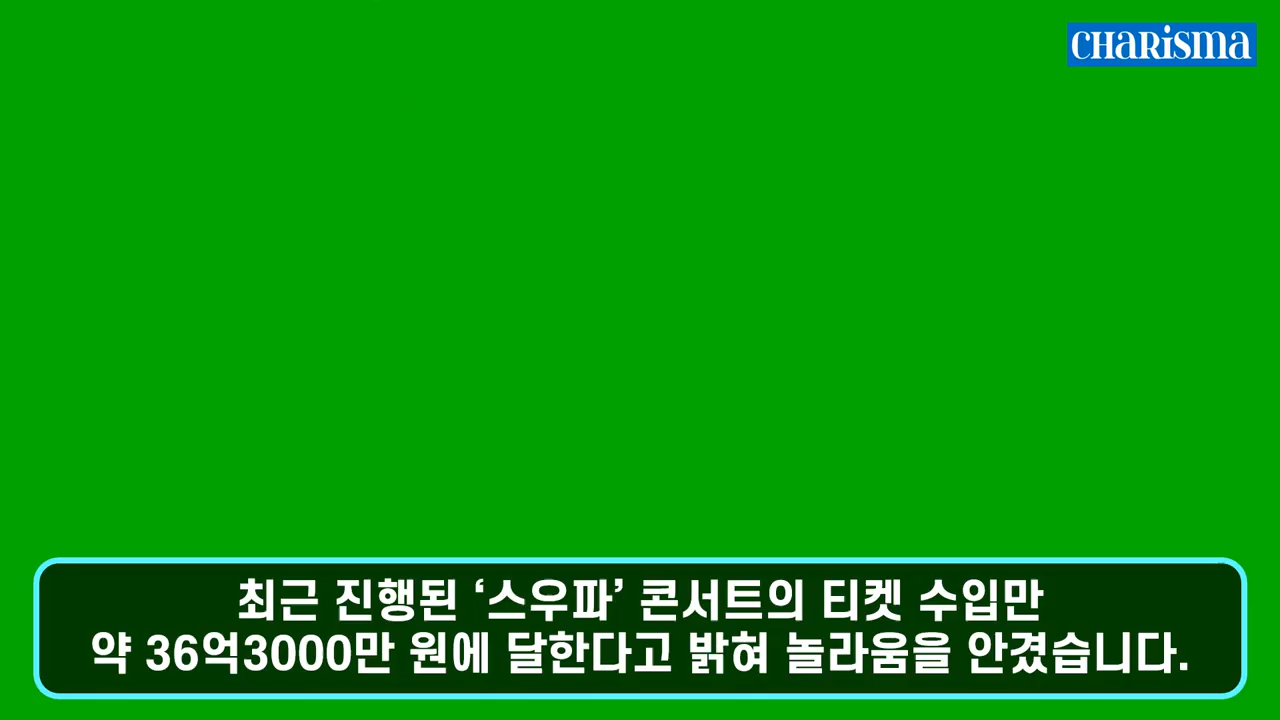 CHARiSMa
최근 진행된 ‘스우파’ 콘서트의 티켓 수입만
약 36억3000만 원에 달한다고 밝혀 놀라움을 안겼습니다.